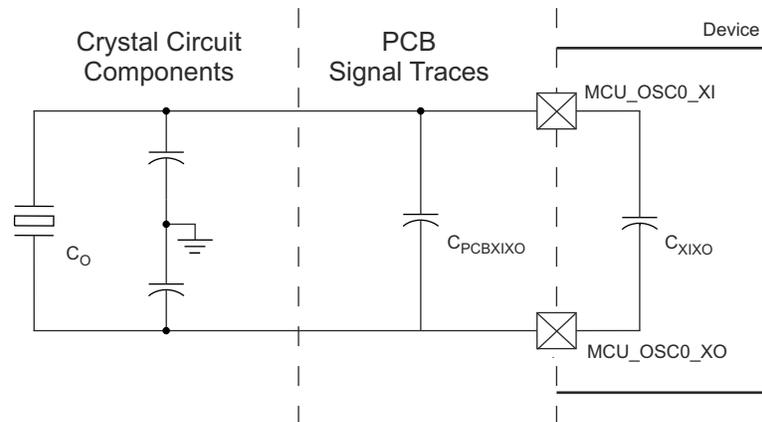 Crystal Circuit
Components
PCB
Signal Traces
Device
MCU_OSC0_XI
CO
CPCBXIXO
CXIXO
MCU_OSC0_XO